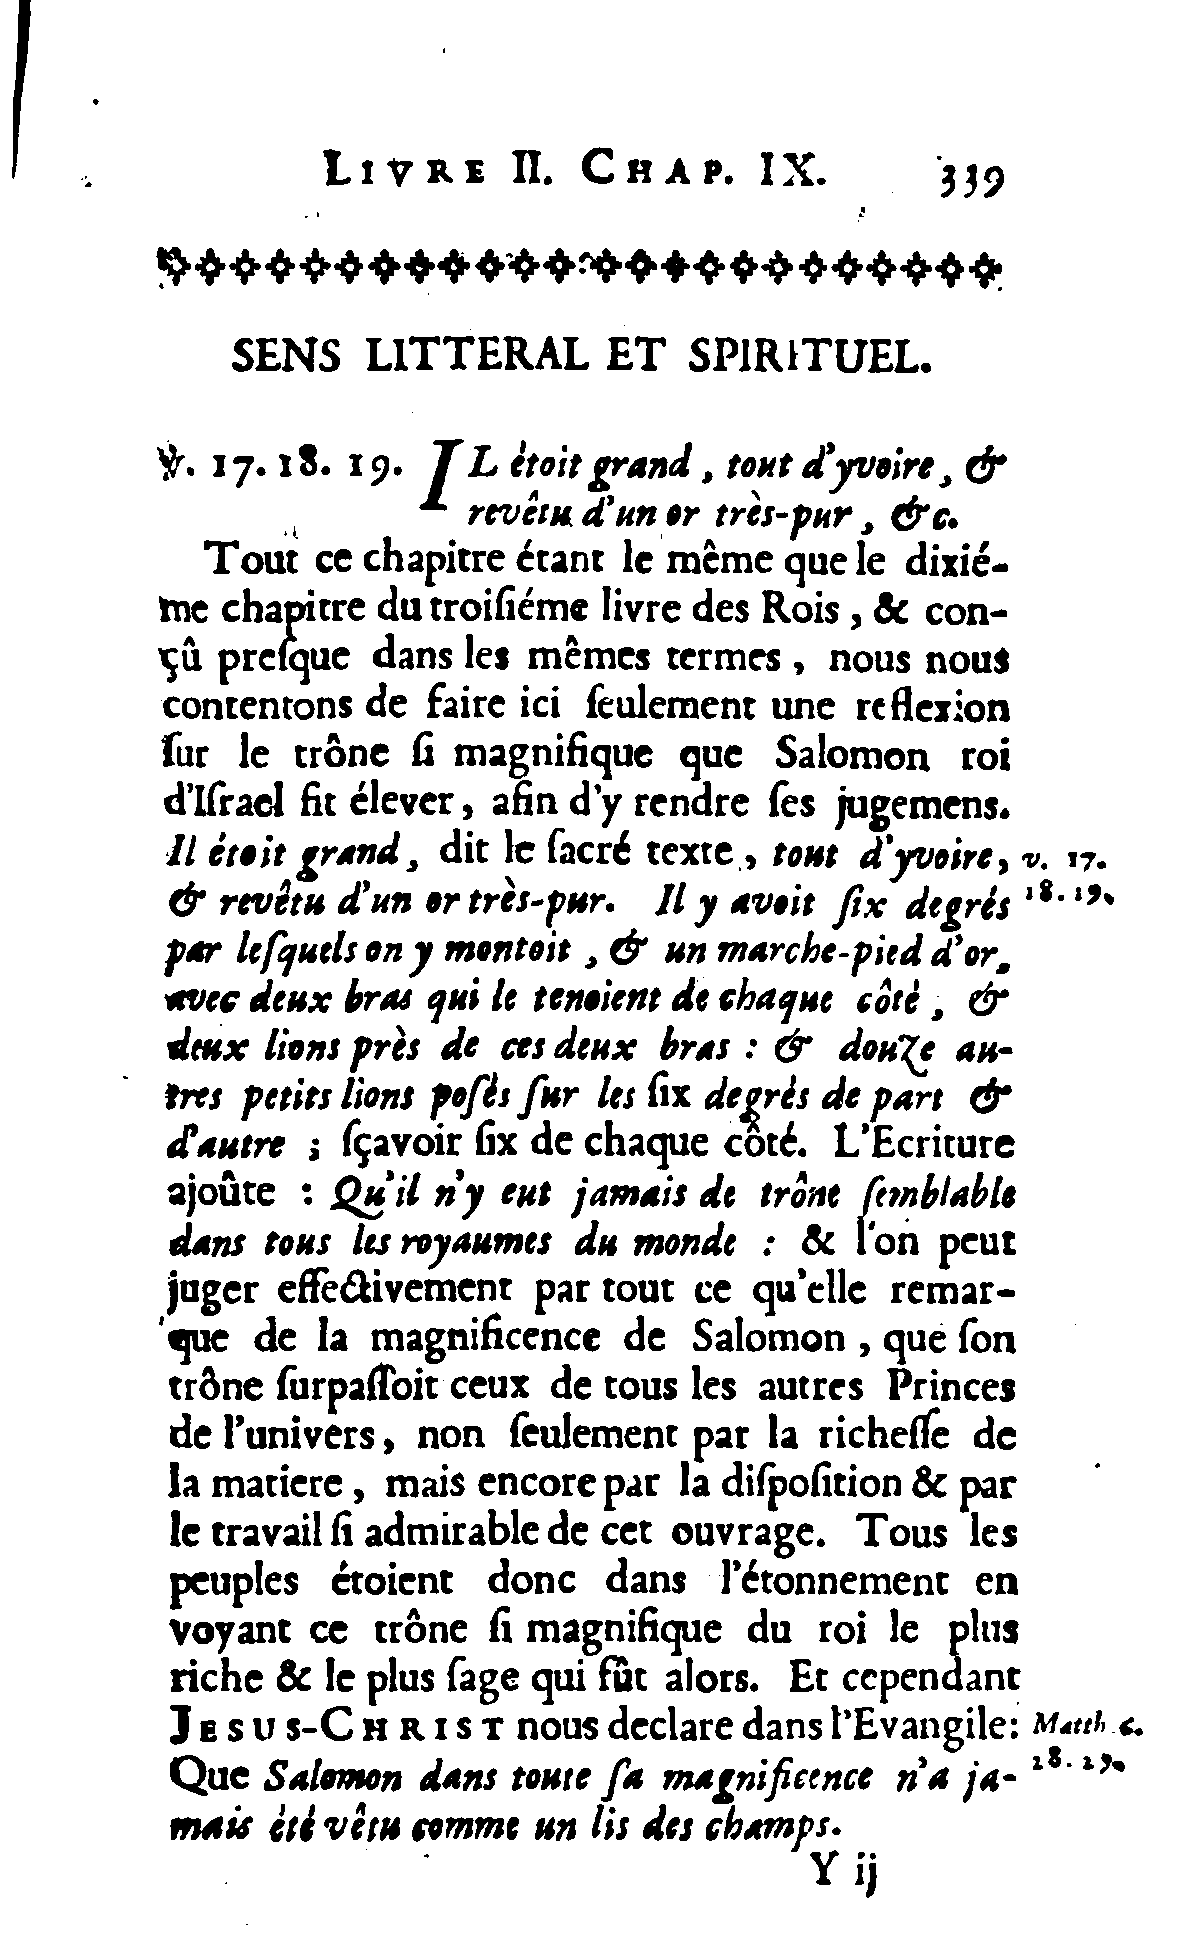 LIVRE II. CHAP. IX. 339
SENS LITTERAL ET SPIRITUEL.
℣. 17. 18. 19. IL étoit grand, tout d'yvoire, &
revêtu d'un or très-pur, &c.
Tout ce chapitre étant le même que le dixié-
me chapitre du troiſiéme livre des Rois, & con-
çû preſque dans les mêmes termes, nous nous
contentons de faire ici ſeulement une reflexion
ſur le trône ſi magnifique que Salomon roi
d'Iſrael fit élever, afin d'y rendre ſes jugemens.
Il étoit grand, dit le ſacré texte, tout d'yvoire, v. 17.
& revêtu d'un or très-pur. Il y avoit ſix degrés 18. 19.
par leſquels on y montoit, & un marche-pied d'or,
avec deux bras qui le tenoient de chaque côté, &
deux lions près de ces deux bras : & douze au-
tres petits lions poſés ſur les ſix degrés de part &
d'autre ; ſçavoir ſix de chaque côté. L'Ecriture
ajoûte : Qu'il n'y eut jamais de trône ſemblable
dans tous les royaumes du monde : & l'on peut
juger effectivement par tout ce qu'elle remar-
que de la magnificence de Salomon, que ſon
trône ſurpaſſoit ceux de tous les autres Princes
de l'univers, non ſeulement par la richeſſe de
la matiere, mais encore par la diſpoſition & par
le travail ſi admirable de cet ouvrage. Tous les
peuples étoient donc dans l'étonnement en
voyant ce trône ſi magnifique du roi le plus
riche & le plus ſage qui fût alors. Et cependant
JESUS-CHRIST nous declare dans l'Evangile: Matth. 6.
Que Salomon dans toute ſa magnificence n'a ja- 28. 29.
mais été vêtu comme un lis des champs.
Y ij